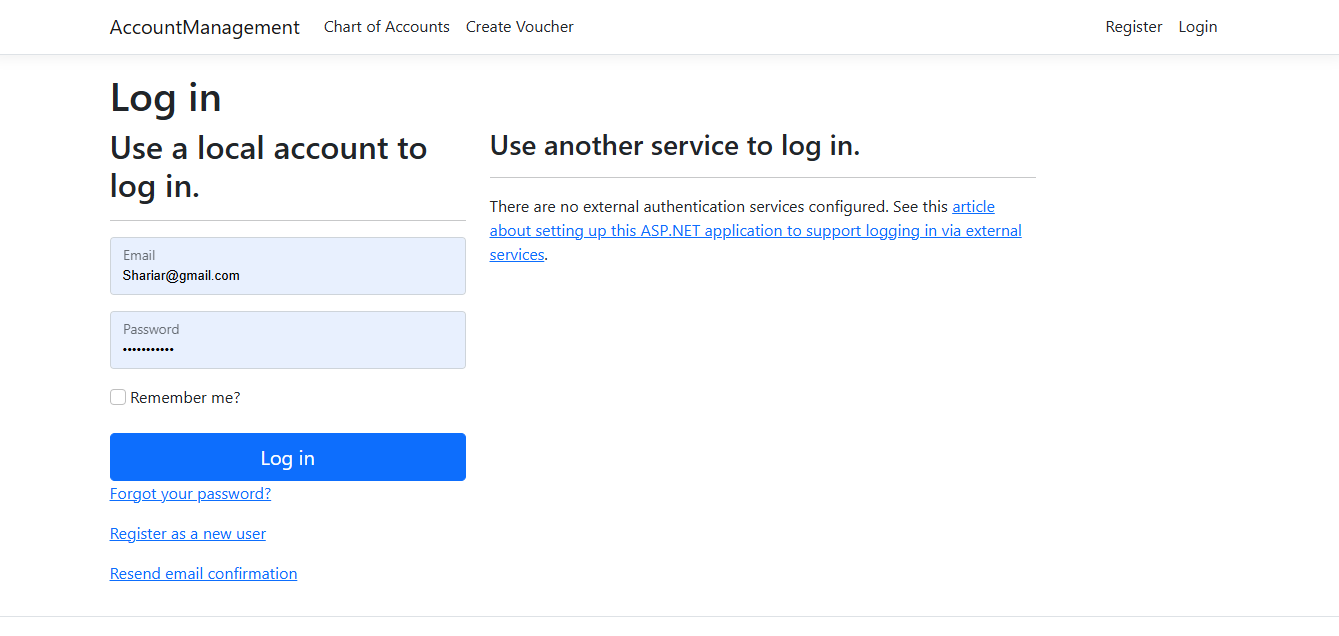 AccountManagement Chart of Accounts Create Voucher Register Login
Log in
Use a local account to
log in.
Email
Shariar@gmail.com
Password
•••••••••••
Remember me?
Log in
Forgot your password?
Register as a new user
Resend email confirmation
Use another service to log in.
There are no external authentication services configured. See this article
about setting up this ASP.NET application to support logging in via external
services.